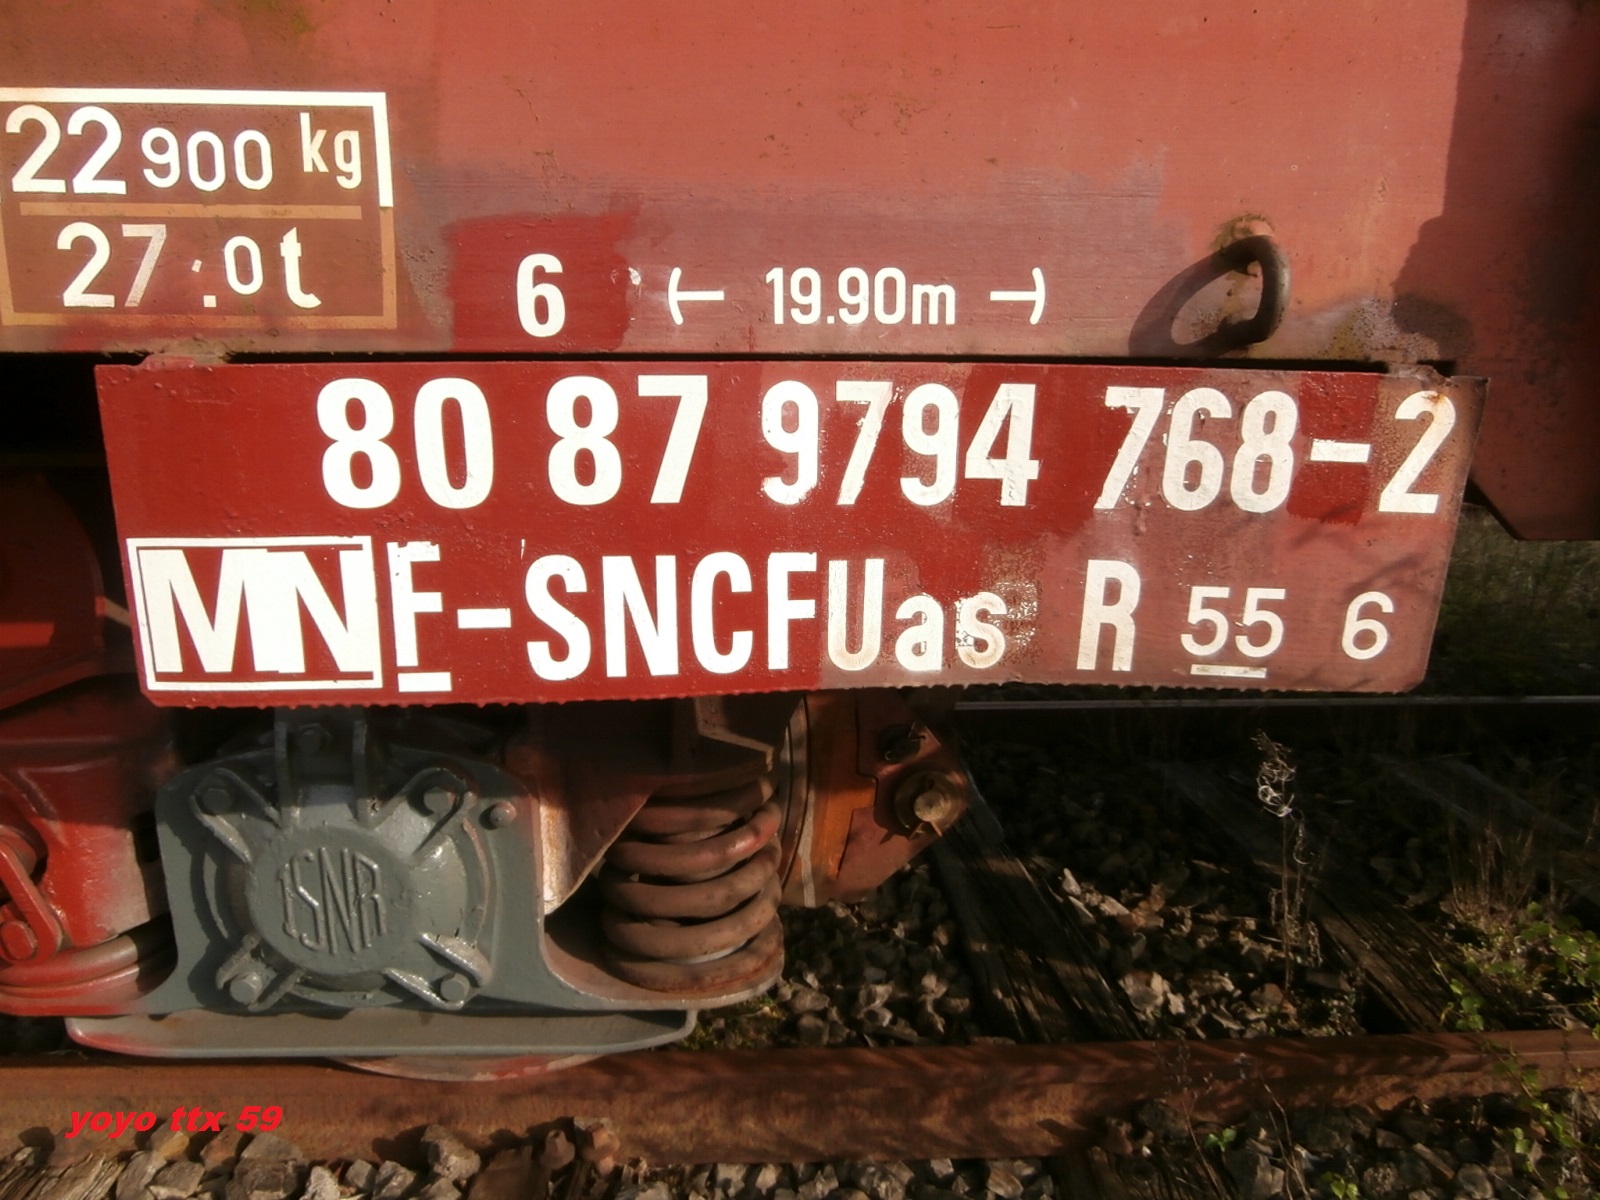 22 900 kg
27.0t
6 19.90m
80 87 9794 768-2
MN F-SNCF Uas R 55 6
SNR
yoyo ttx 59